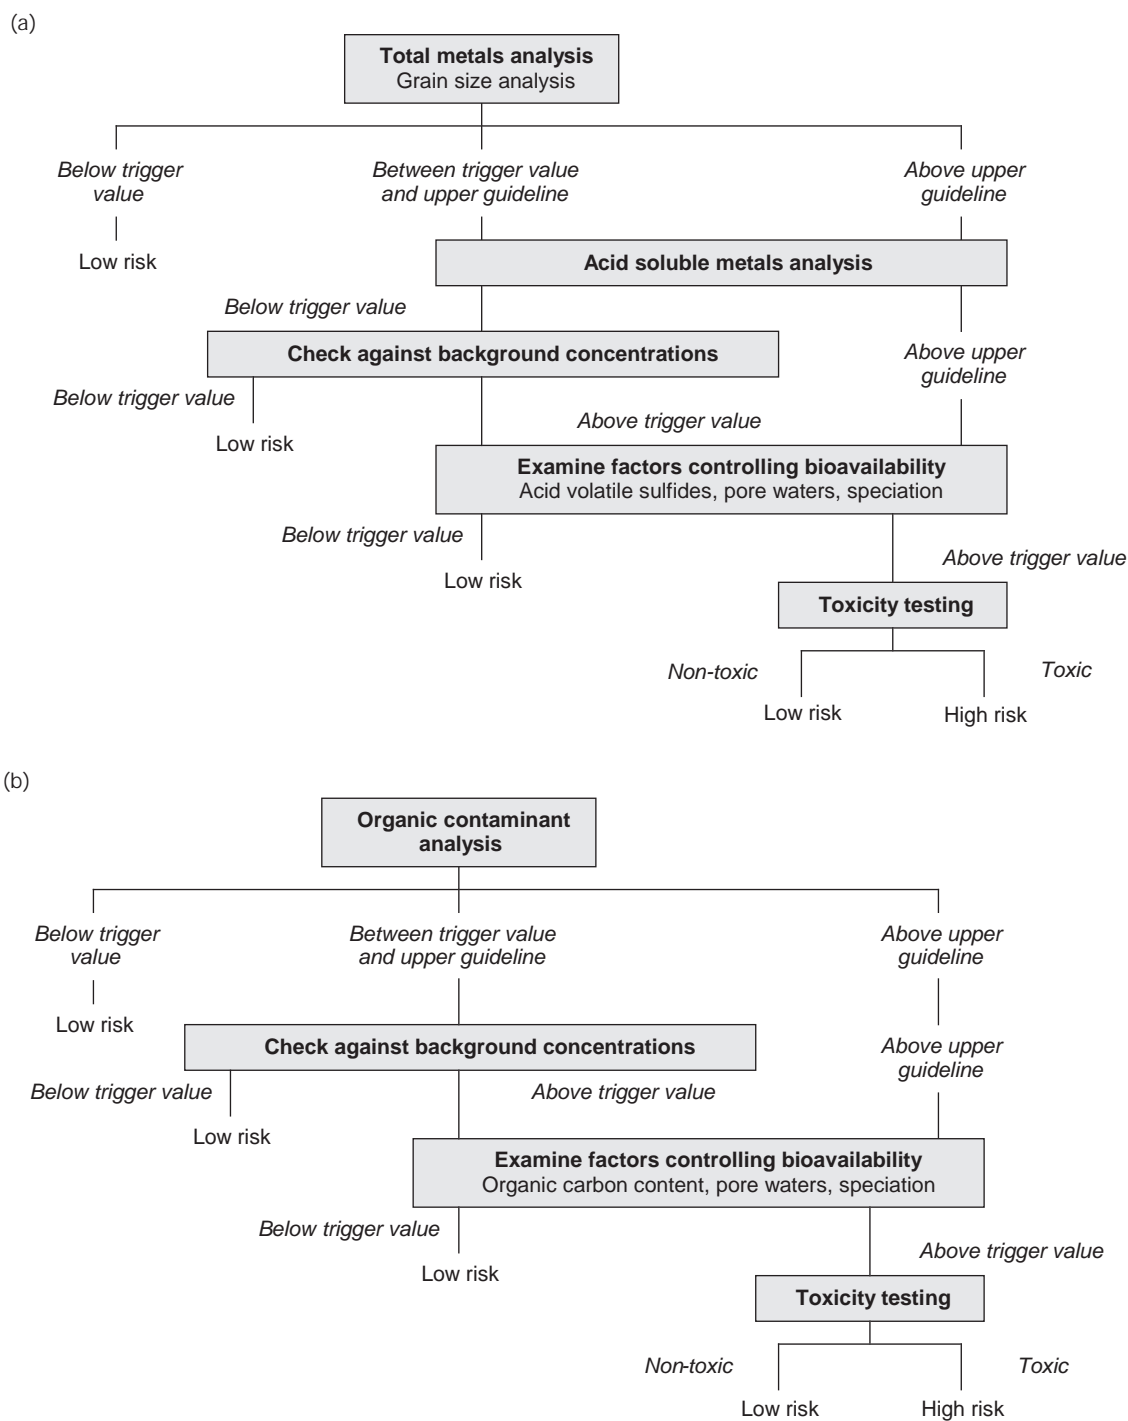 (a)
Total metals analysis
Grain size analysis
Below trigger
value
Between trigger value
and upper guideline
Above upper
guideline
Low risk
Acid soluble metals analysis
Below trigger value
Check against background concentrations
Above upper
guideline
Below trigger value
Low risk
Above trigger value
Examine factors controlling bioavailability
Acid volatile sulfides, pore waters, speciation
Below trigger value
Low risk
Above trigger value
Toxicity testing
Non-toxic
Toxic
Low risk
High risk
(b)
Organic contaminant
analysis
Below trigger
value
Between trigger value
and upper guideline
Above upper
guideline
Low risk
Check against background concentrations
Above upper
guideline
Below trigger value
Above trigger value
Low risk
Examine factors controlling bioavailability
Organic carbon content, pore waters, speciation
Below trigger value
Low risk
Above trigger value
Toxicity testing
Non-toxic
Toxic
Low risk
High risk